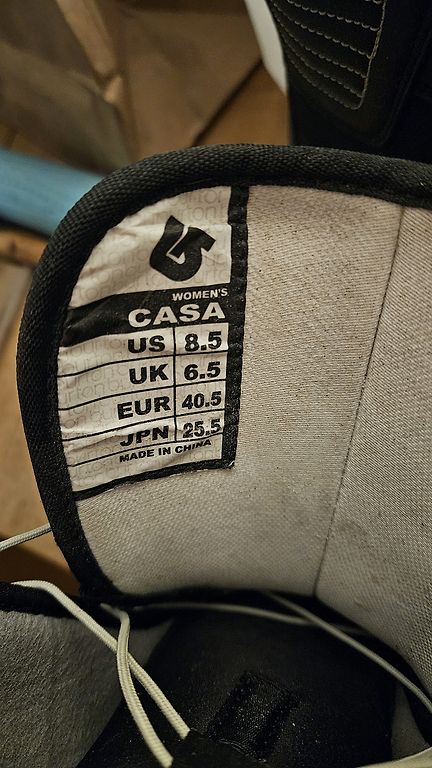 WOMEN'S
CASA
US 8.5
UK 6.5
EUR 40.5
JPN 25.5
MADE IN CHINA